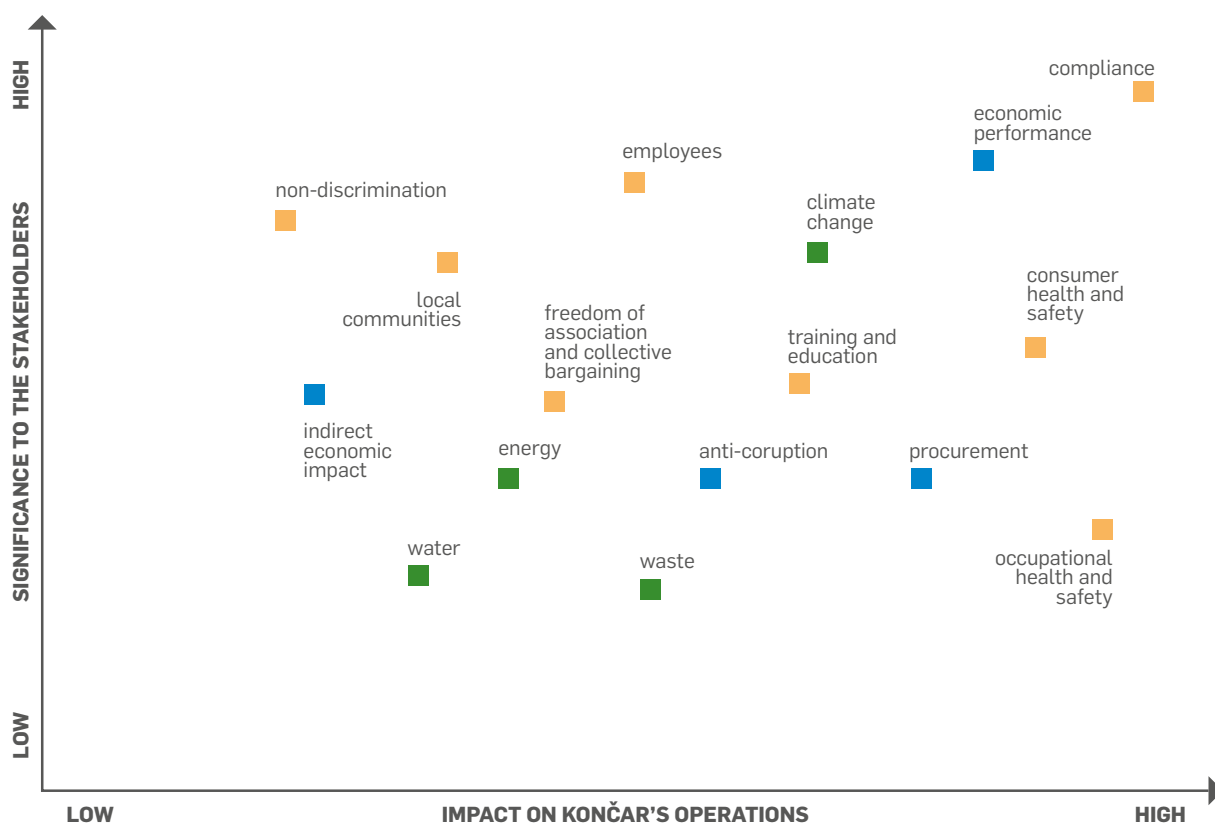 HIGH
SIGNIFICANCE TO THE STAKEHOLDERS
LOW
compliance
economic
performance
employees
non-discrimination
climate
change
local
communities
consumer
health and
safety
freedom of
association
and collective
bargaining
training and
education
indirect
economic
impact
energy
anti-coruption
procurement
water
waste
occupational
health and
safety
LOW
IMPACT ON KONČAR'S OPERATIONS
HIGH